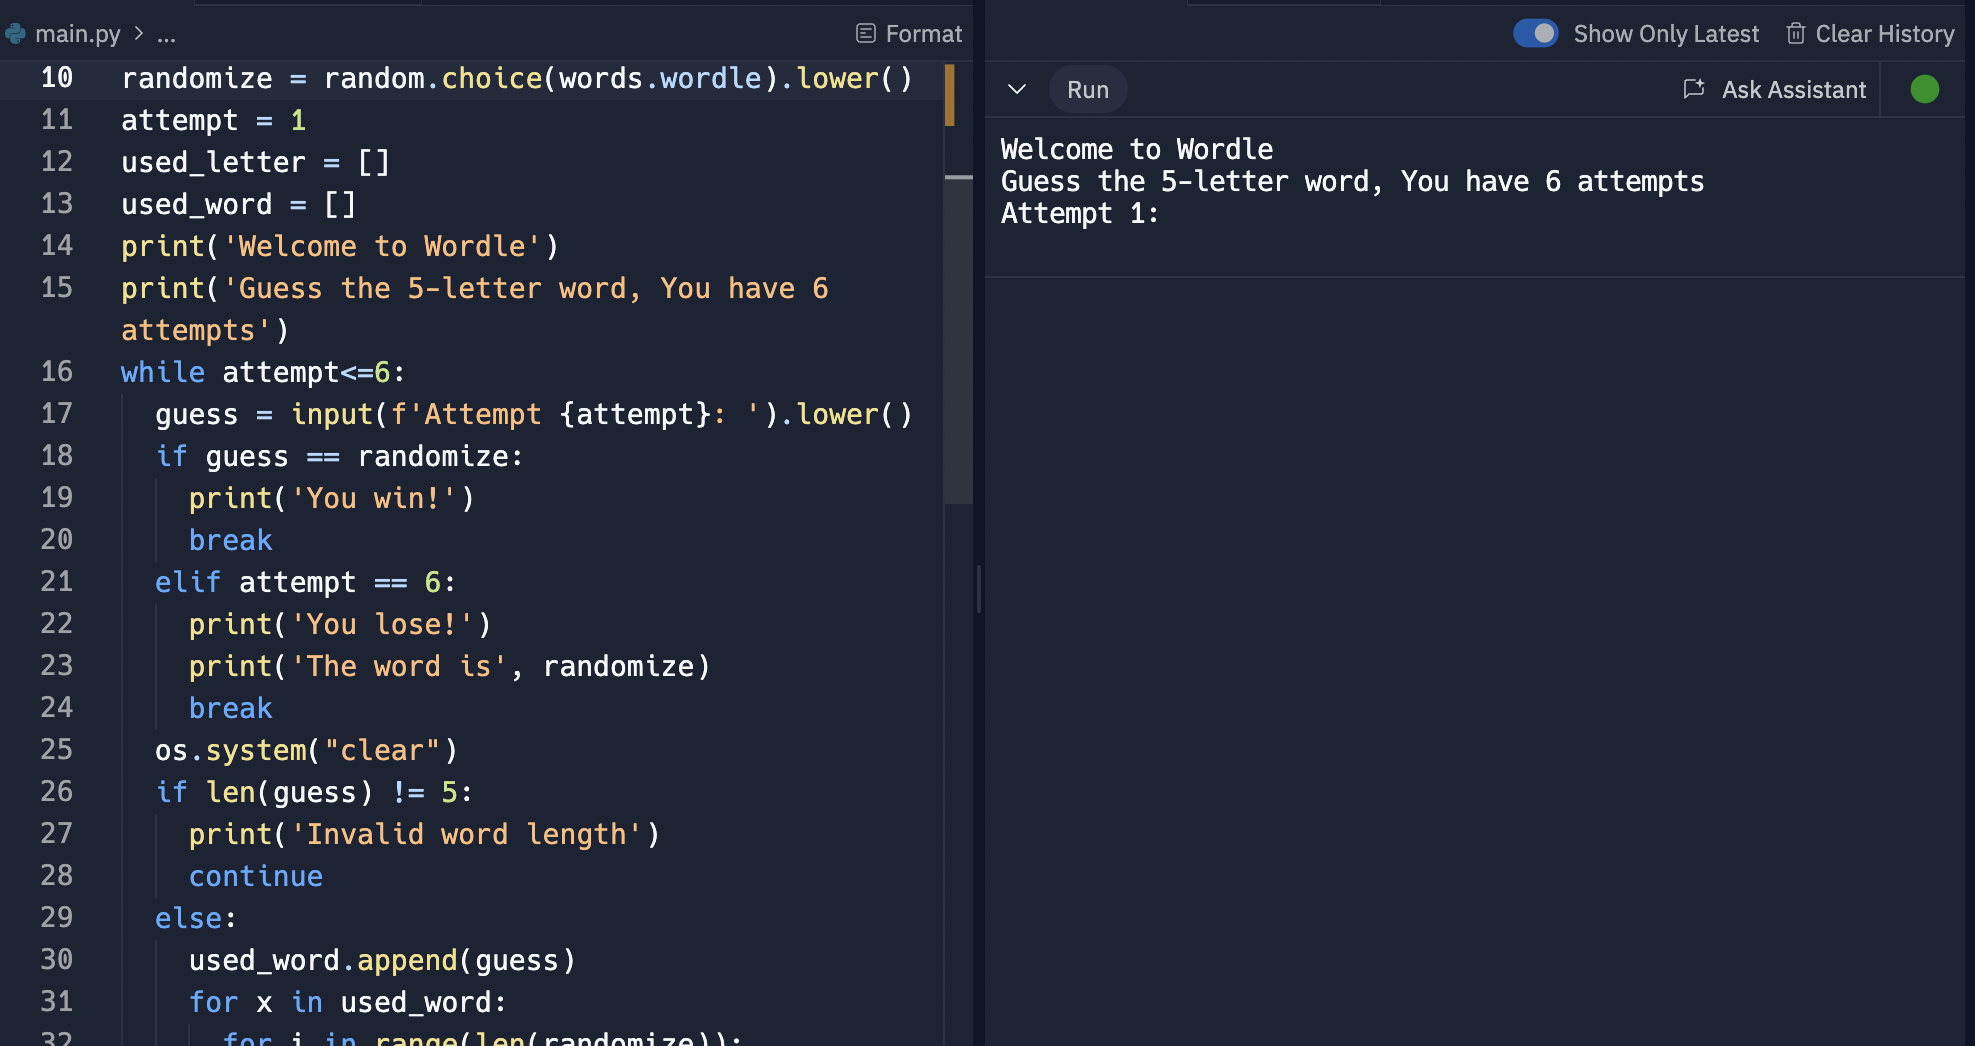 main.py > ...
Format
10 randomize = random.choice(words.wordle).lower()
11 attempt = 1
12 used_letter = []
13 used_word = []
14 print('Welcome to Wordle')
15 print('Guess the 5-letter word, You have 6
attempts')
16 while attempt<=6:
17   guess = input(f'Attempt {attempt}: ').lower()
18   if guess == randomize:
19     print('You win!')
20     break
21   elif attempt == 6:
22     print('You lose!')
23     print('The word is', randomize)
24     break
25   os.system("clear")
26   if len(guess) != 5:
27     print('Invalid word length')
28     continue
29   else:
30     used_word.append(guess)
31     for x in used_word:
32       for i in range(len(randomize)):
Show Only Latest
Clear History
Run
Ask Assistant
Welcome to Wordle
Guess the 5-letter word, You have 6 attempts
Attempt 1: